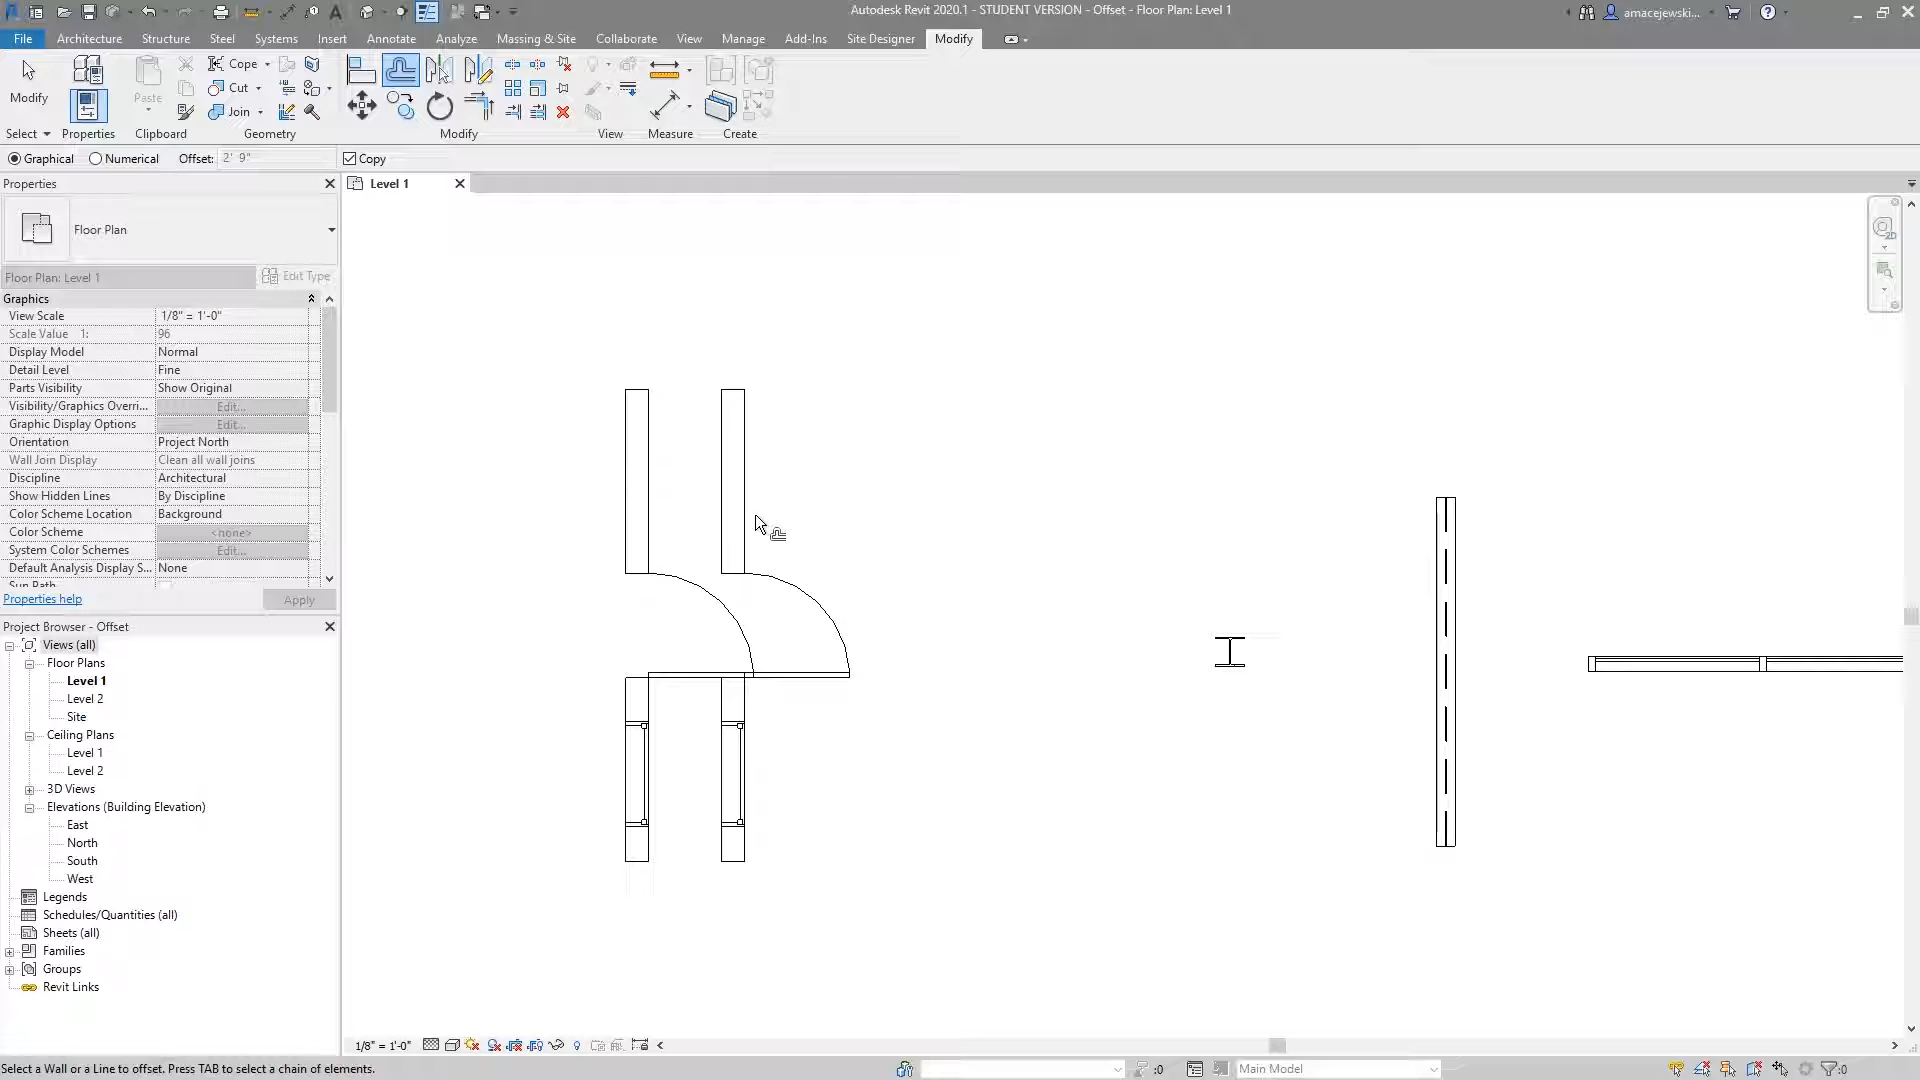 Autodesk Revit 2020.1 - STUDENT VERSION - Offset - Floor Plan: Level 1
amacejewski...
File Architecture Structure Steel Systems Insert Annotate Analyze Massing & Site Collaborate View Manage Add-Ins Site Designer Modify
Modify Paste Cope Cut Join
Select Properties Clipboard Geometry Modify View Measure Create
Graphical Numerical Offset: 2' 9" Copy
Properties
Level 1
Floor Plan
Floor Plan: Level 1 Edit Type
Graphics
View Scale 1/8" = 1'-0"
Scale Value 1: 96
Display Model Normal
Detail Level Fine
Parts Visibility Show Original
Visibility/Graphics Overri... Edit...
Graphic Display Options Edit...
Orientation Project North
Wall Join Display Clean all wall joins
Discipline Architectural
Show Hidden Lines By Discipline
Color Scheme Location Background
Color Scheme <none>
System Color Schemes Edit...
Default Analysis Display S... None
Sun Path
Properties help Apply
Project Browser - Offset
Views (all)
Floor Plans
Level 1
Level 2
Site
Ceiling Plans
Level 1
Level 2
3D Views
Elevations (Building Elevation)
East
North
South
West
Legends
Schedules/Quantities (all)
Sheets (all)
Families
Groups
Revit Links
1/8" = 1'-0"
Select a Wall or a Line to offset. Press TAB to select a chain of elements.
:0
Main Model
:0
2D